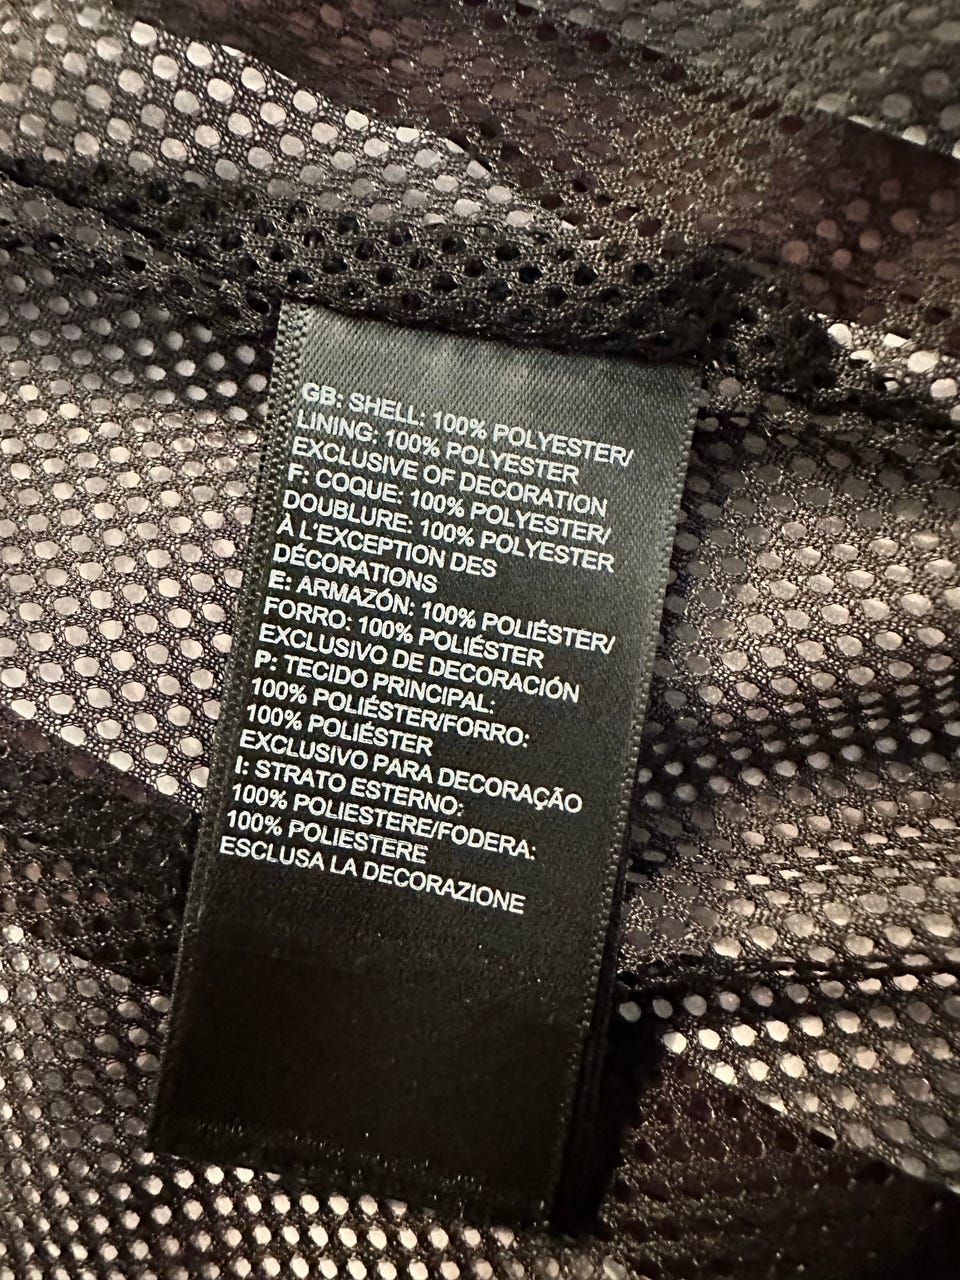 GB: SHELL: 100% POLYESTER/
LINING: 100% POLYESTER
EXCLUSIVE OF DECORATION
F: COQUE: 100% POLYESTER/
DOUBLURE: 100% POLYESTER
À L'EXCEPTION DES
DÉCORATIONS
E: ARMAZÓN: 100% POLIÉSTER/
FORRO: 100% POLIÉSTER
EXCLUSIVO DE DECORACIÓN
P: TECIDO PRINCIPAL:
100% POLIÉSTER/FORRO:
100% POLIÉSTER
EXCLUSIVO PARA DECORAÇÃO
I: STRATO ESTERNO:
100% POLIESTERE/FODERA:
100% POLIESTERE
ESCLUSA LA DECORAZIONE